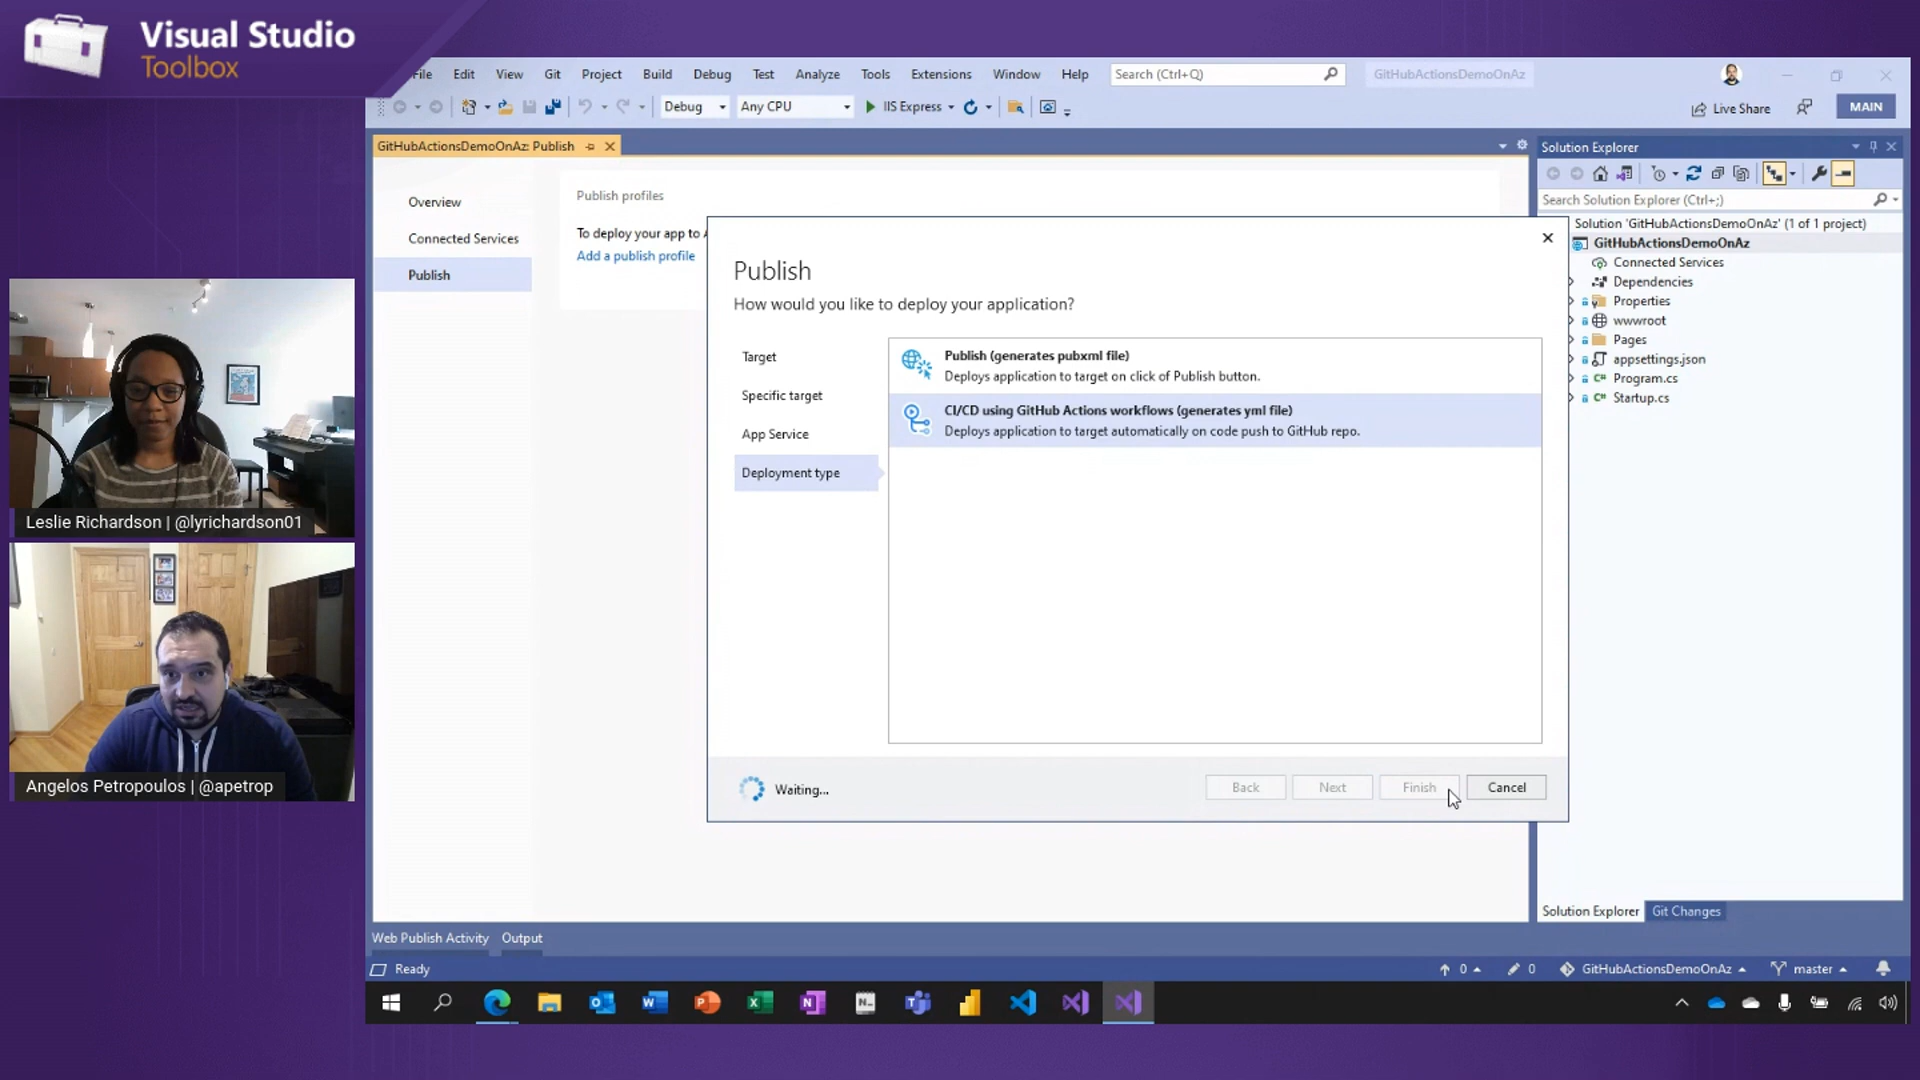 Visual Studio
Toolbox
File Edit View Git Project Build Debug Test Analyze Tools Extensions Window Help Search (Ctrl+Q) GitHubActionsDemoOnAz
Debug Any CPU IIS Express Live Share MAIN
GitHubActionsDemoOnAz: Publish
Overview
Connected Services
Publish
Publish profiles
To deploy your app to
Add a publish profile
Publish
How would you like to deploy your application?
Target
Specific target
App Service
Deployment type
Publish (generates pubxml file)
Deploys application to target on click of Publish button.
CI/CD using GitHub Actions workflows (generates yml file)
Deploys application to target automatically on code push to GitHub repo.
Waiting...
Back Next Finish Cancel
Solution Explorer
Search Solution Explorer (Ctrl+;)
Solution 'GitHubActionsDemoOnAz' (1 of 1 project)
GitHubActionsDemoOnAz
Connected Services
Dependencies
Properties
wwwroot
Pages
appsettings.json
C# Program.cs
C# Startup.cs
Solution Explorer Git Changes
Web Publish Activity Output
Ready 0 0 GitHubActionsDemoOnAz master
Leslie Richardson | @lyrichardson01
Angelos Petropoulos | @apetrop